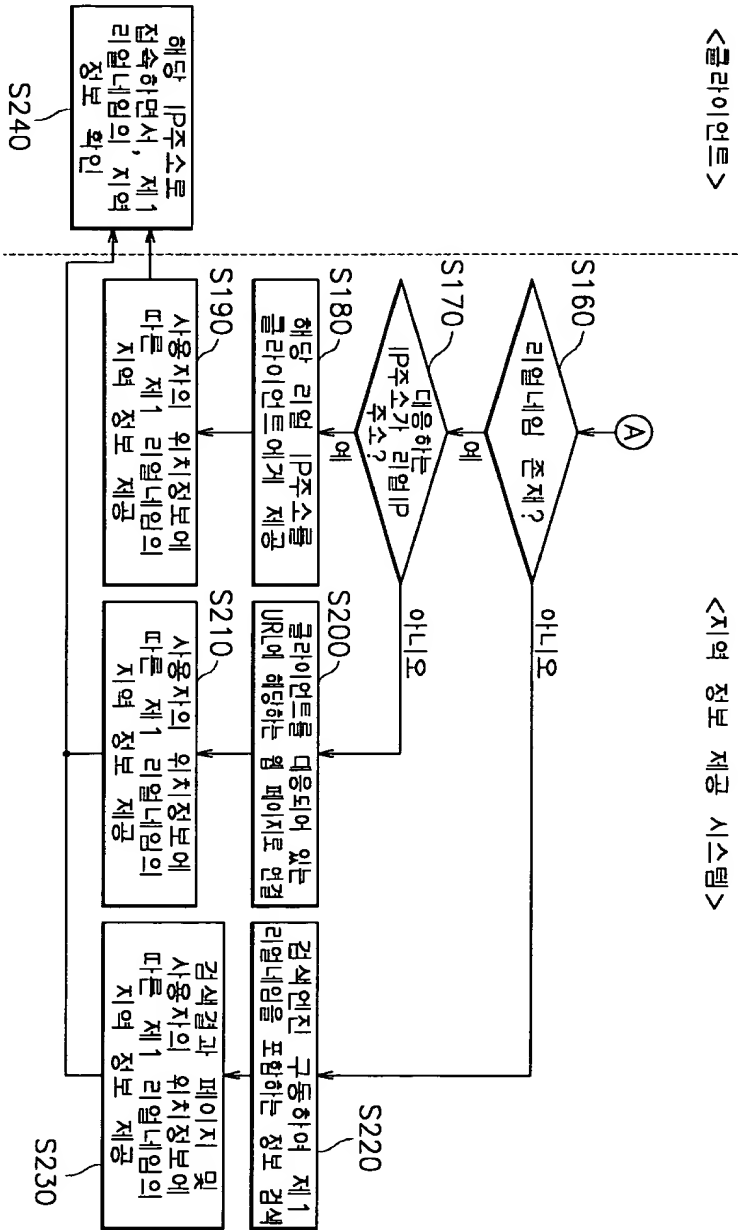 <클라이언트>
<지역 정보 제공 시스템>
A
S160
리얼네임 존재?
예
아니오
S170
대응하는
IP주소가 리얼IP
주소?
예
아니오
S180
해당 리얼 IP주소를
클라이언트에게 제공
S200
클라이언트를 대응되어 있는
URL에 해당하는 웹 페이지로 연결
S220
검색엔진 구동하여 제1
리얼네임을 포함하는 정보 검색
S190
사용자의 위치정보에
따른 제1 리얼네임의
지역 정보 제공
S210
사용자의 위치정보에
따른 제1 리얼네임의
지역 정보 제공
S230
검색결과 페이지 및
사용자의 위치정보에
따른 제1 리얼네임의
지역 정보 제공
S240
해당 IP주소로
접속하면서, 제1
리얼네임의 지역
정보 확인